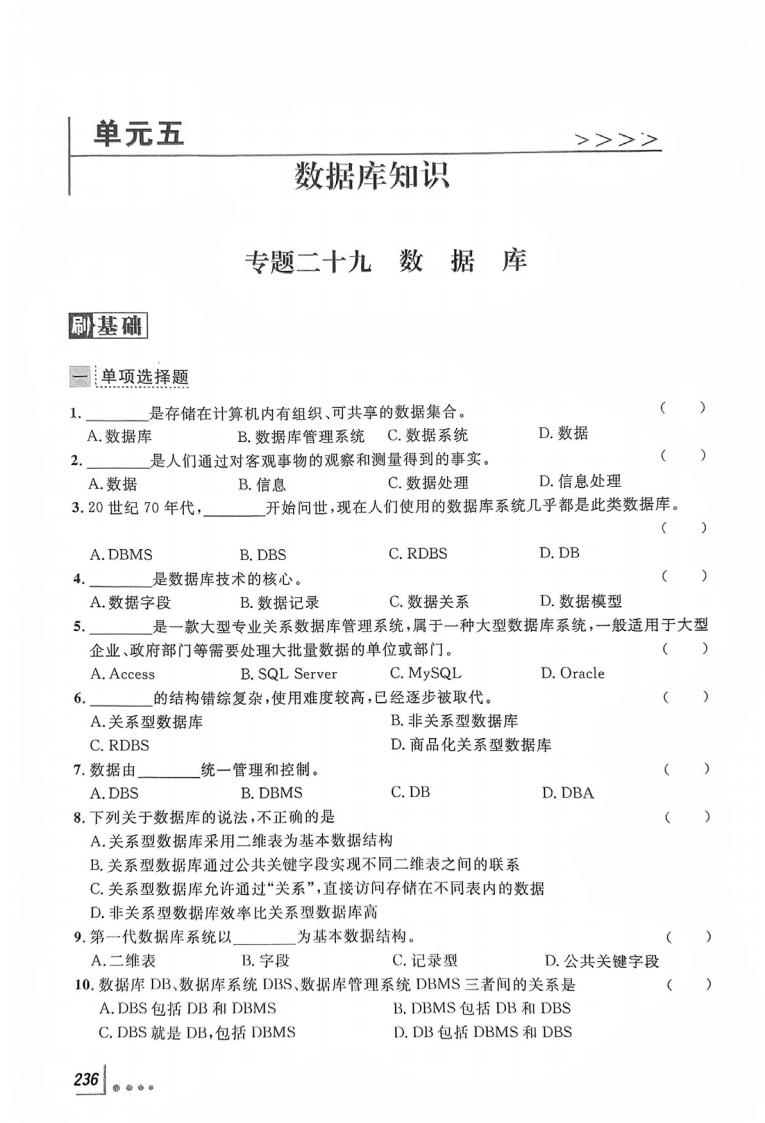 单元五
>>>>
数据库知识
专题二十九 数 据 库
刷基础
一 单项选择题
1. ________是存储在计算机内有组织、可共享的数据集合。 ( )
A. 数据库 B. 数据库管理系统 C. 数据系统 D. 数据
2. ________是人们通过对客观事物的观察和测量得到的事实。 ( )
A. 数据 B. 信息 C. 数据处理 D. 信息处理
3. 20 世纪 70 年代，________开始问世，现在人们使用的数据库系统几乎都是此类数据库。
( )
A. DBMS B. DBS C. RDBS D. DB
4. ________是数据库技术的核心。 ( )
A. 数据字段 B. 数据记录 C. 数据关系 D. 数据模型
5. ________是一款大型专业关系数据库管理系统，属于一种大型数据库系统，一般适用于大型
企业、政府部门等需要处理大批量数据的单位或部门。 ( )
A. Access B. SQL Server C. MySQL D. Oracle
6. ________的结构错综复杂，使用难度较高，已经逐步被取代。 ( )
A. 关系型数据库 B. 非关系型数据库
C. RDBS D. 商品化关系型数据库
7. 数据由________统一管理和控制。 ( )
A. DBS B. DBMS C. DB D. DBA
8. 下列关于数据库的说法，不正确的是 ( )
A. 关系型数据库采用二维表为基本数据结构
B. 关系型数据库通过公共关键字段实现不同二维表之间的联系
C. 关系型数据库允许通过“关系”，直接访问存储在不同表内的数据
D. 非关系型数据库效率比关系型数据库高
9. 第一代数据库系统以________为基本数据结构。 ( )
A. 二维表 B. 字段 C. 记录型 D. 公共关键字段
10. 数据库 DB、数据库系统 DBS、数据库管理系统 DBMS 三者间的关系是 ( )
A. DBS 包括 DB 和 DBMS B. DBMS 包括 DB 和 DBS
C. DBS 就是 DB，包括 DBMS D. DB 包括 DBMS 和 DBS
236